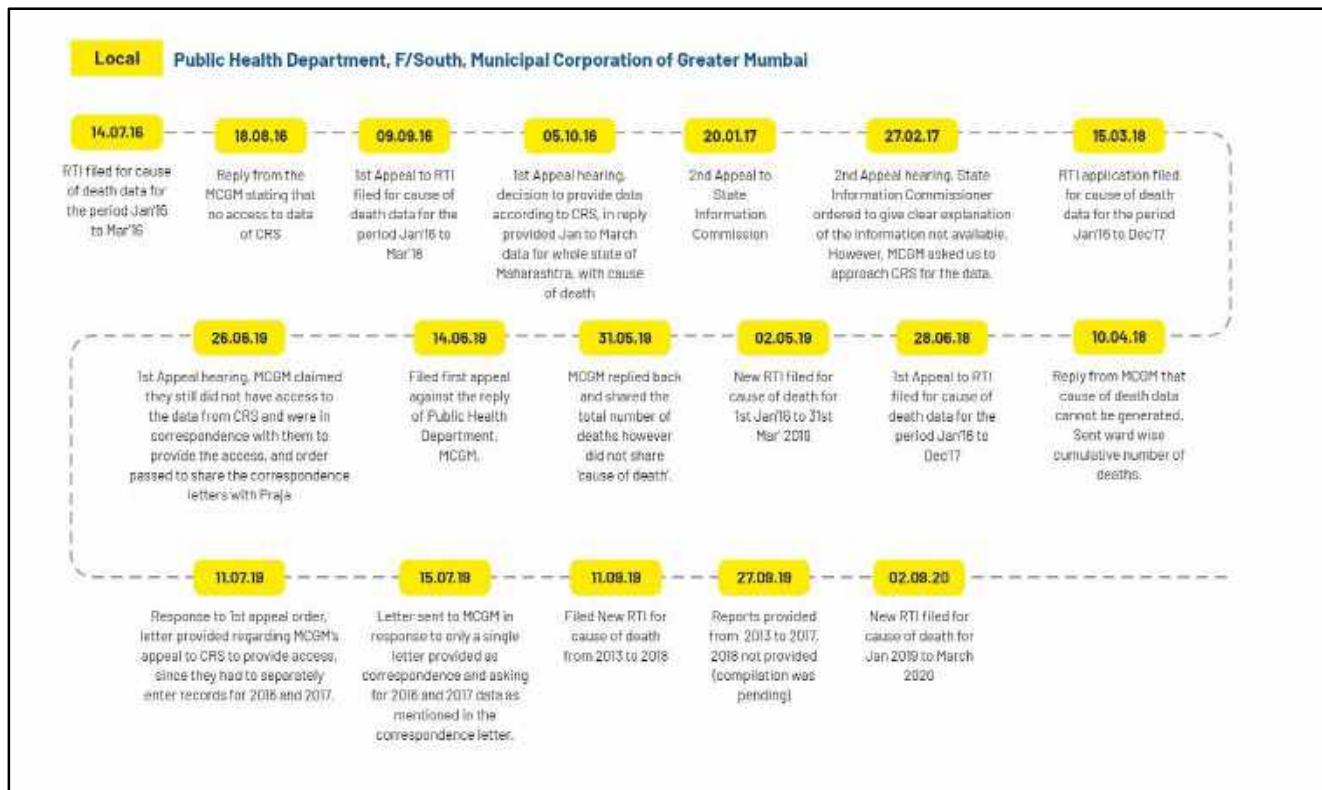 Local
Public Health Department, F/South, Municipal Corporation of Greater Mumbai
14.07.16
RTI filed for cause
of death data for
the period Jan'16
to Mar'16
18.08.16
Reply from the
MCGM stating that
no access to data
of CRS
09.09.16
1st Appeal to RTI
filed for cause of
death data for the
period Jan'16 to
Mar'16
05.10.16
1st Appeal hearing,
decision to provide data
according to CRS, in reply
provided Jan to March
data for whole state of
Maharashtra, with cause
of death
20.01.17
2nd Appeal to
State
Information
Commission
27.02.17
2nd Appeal hearing, State
Information Commissioner
ordered to give clear explanation
of the information not available.
However, MCGM asked us to
approach CRS for the data.
15.03.18
RTI application filed
for cause of death
data for the period
Jan'16 to Dec'17
10.04.18
Reply from MCGM that
cause of death data
cannot be generated,
Sent ward wise
cumulative number of
deaths.
28.06.18
1st Appeal to RTI
filed for cause of
death data for the
period Jan'16 to
Dec'17
02.05.19
New RTI filed for
cause of death for
1st Jan'16 to 31st
Mar' 2019
31.05.19
MCGM replied back
and shared the
total number of
deaths however
did not share
'cause of death'.
14.06.19
Filed first appeal
against the reply
of Public Health
Department,
MCGM.
26.06.19
1st Appeal hearing, MCGM claimed
they still did not have access to
the data from CRS and were in
correspondence with them to
provide the access, and order
passed to share the correspondence
letters with Praja
11.07.19
Response to 1st appeal order,
letter provided regarding MCGM's
appeal to CRS to provide access,
since they had to separately
enter records for 2016 and 2017.
15.07.19
Letter sent to MCGM in
response to only a single
letter provided as
correspondence and asking
for 2016 and 2017 data as
mentioned in the
correspondence letter.
11.09.19
Filed New RTI for
cause of death
from 2013 to 2018
27.09.19
Reports provided
from 2013 to 2017,
2018 not provided
(compilation was
pending)
02.09.20
New RTI filed for
cause of death for
Jan 2019 to March
2020